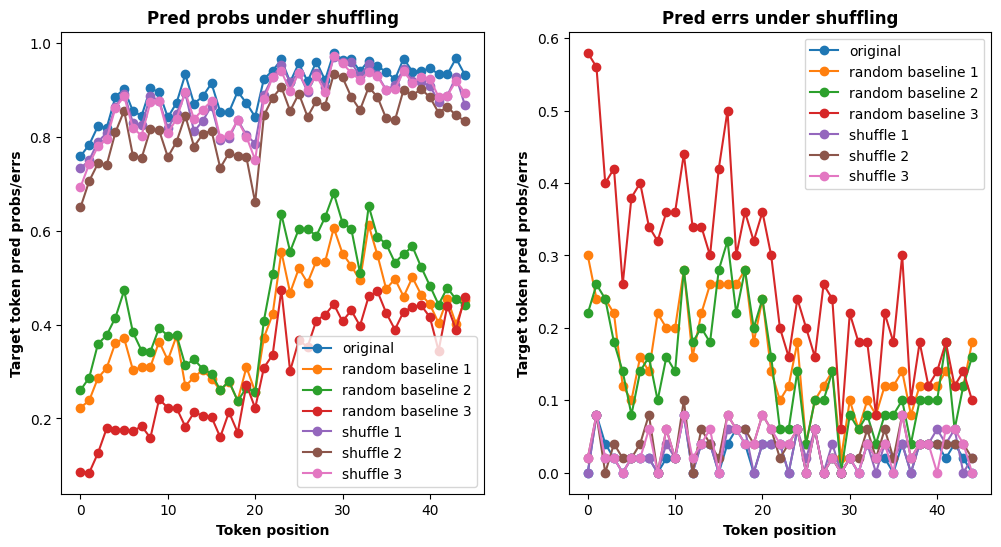 Pred probs under shuffling
Target token pred probs/errs
1.0
0.8
0.6
0.4
0.2
0
10
20
30
40
Token position
original
random baseline 1
random baseline 2
random baseline 3
shuffle 1
shuffle 2
shuffle 3
Pred errs under shuffling
Target token pred probs/errs
0.6
0.5
0.4
0.3
0.2
0.1
0.0
0
10
20
30
40
Token position
original
random baseline 1
random baseline 2
random baseline 3
shuffle 1
shuffle 2
shuffle 3